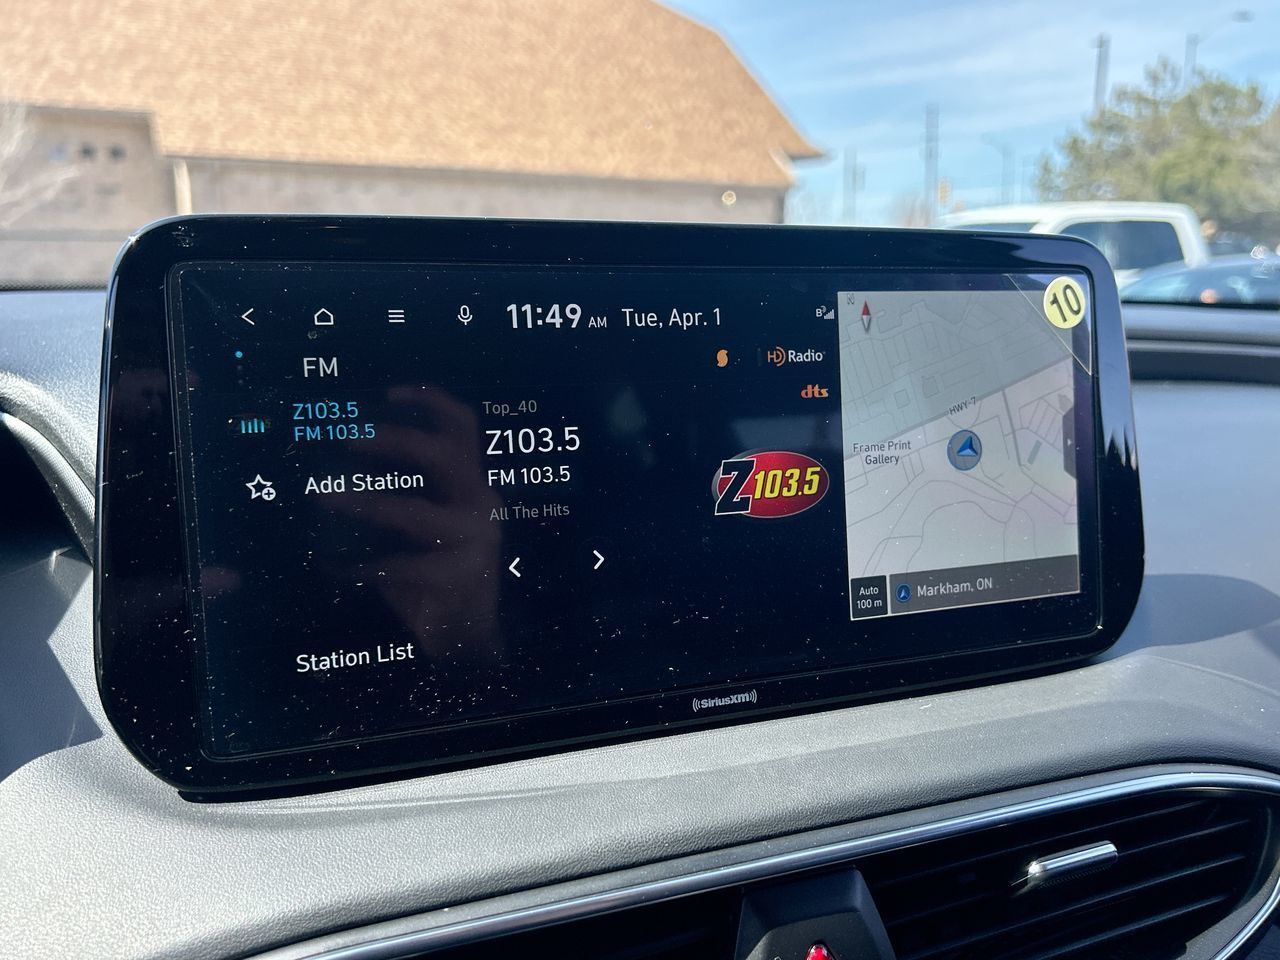 11:49 AM Tue, Apr. 1
10
FM
HD Radio
dts
Z103.5
FM 103.5
Top_40
Z103.5
FM 103.5
All The Hits
Add Station
Z103.5
Station List
HWY-7
Frame Print
Gallery
Auto
100 m
Markham, ON
((SiriusXM))